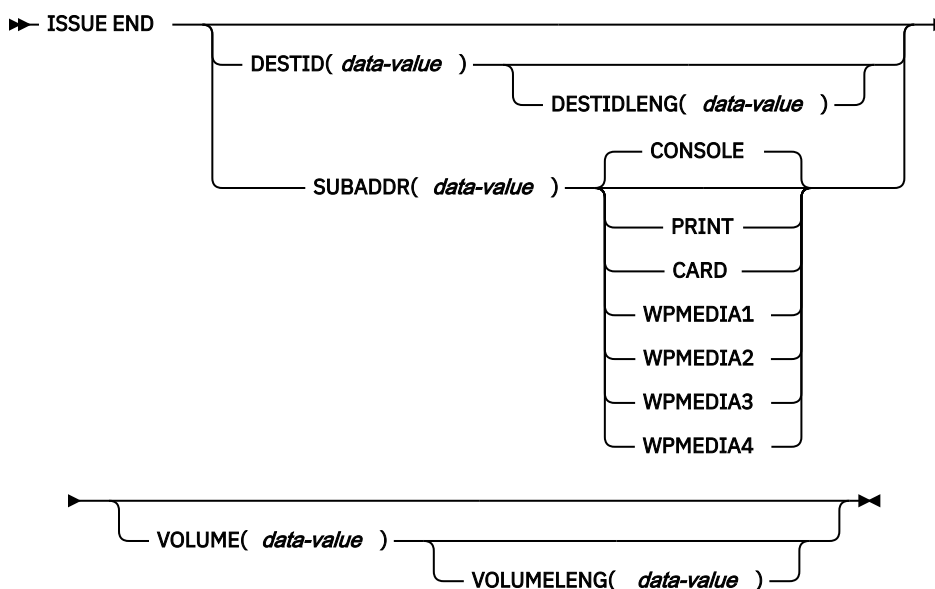 ISSUE END
DESTID( data-value )
DESTIDLENG( data-value )
CONSOLE
SUBADDR( data-value )
PRINT
CARD
WPMEDIA1
WPMEDIA2
WPMEDIA3
WPMEDIA4
VOLUME( data-value )
VOLUMELENG( data-value )